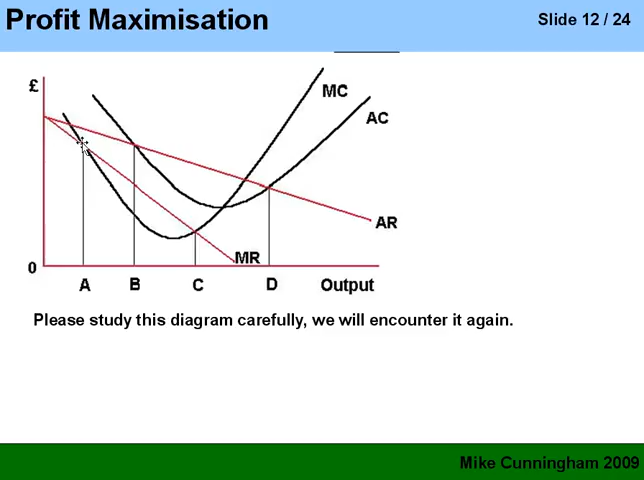 Profit Maximisation
Slide 12 / 24
£
MC
AC
AR
MR
0
A B C D Output
Please study this diagram carefully, we will encounter it again.
Mike Cunningham 2009